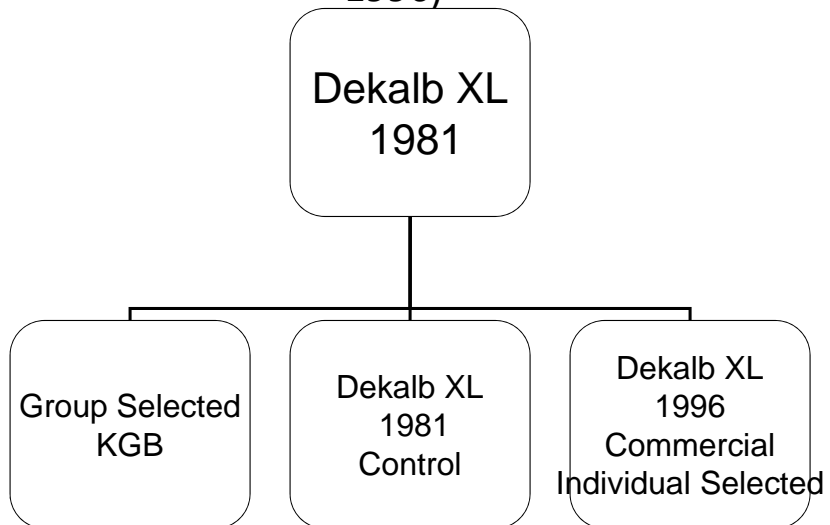 Dekalb XL
1981
Group Selected
KGB
Dekalb XL
1981
Control
Dekalb XL
1996
Commercial
Individual Selected